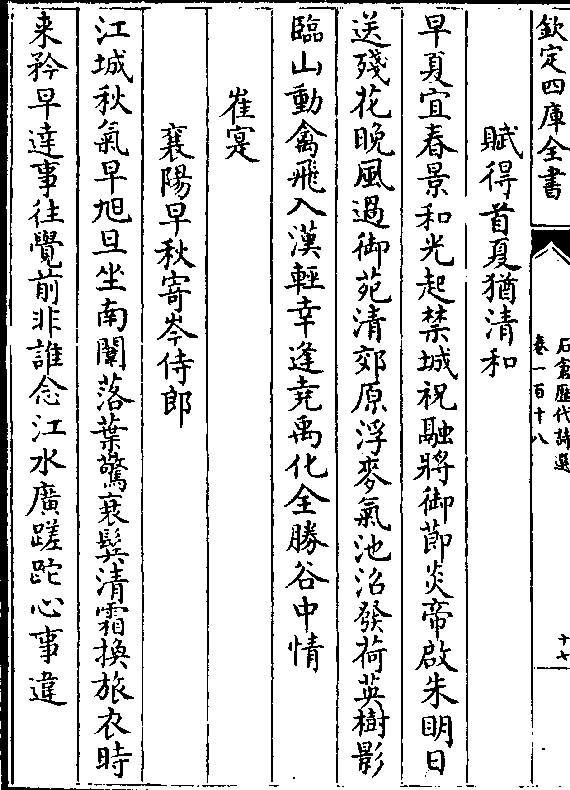 欽定四庫全書
石倉歷代詩選
卷一百十八
十七
賦得首夏猶清和
早夏宜春景和光起禁城祝融將御節炎帝啟朱明日
送殘花晚風過御苑清郊原浮麥氣池沼發荷英樹影
臨山動禽飛入漢輕幸逢堯禹化全勝谷中情
崔寔
襄陽早秋寄岑侍郎
江城秋氣早旭旦坐南闈落葉驚衰鬂清霜換旅衣時
来矜早達事往覺前非誰念江水廣蹉跎心事違